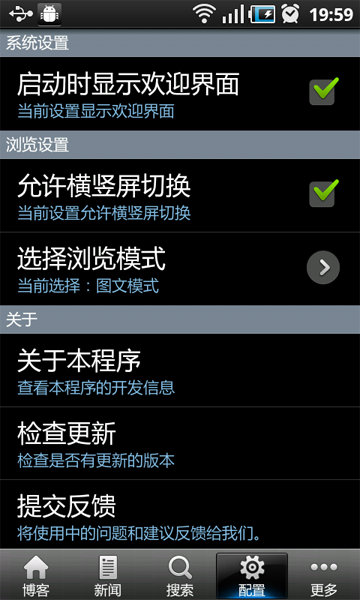 19:59
系统设置
启动时显示欢迎界面
当前设置显示欢迎界面
浏览设置
允许横竖屏切换
当前设置允许横竖屏切换
选择浏览模式
当前选择：图文模式
关于
关于本程序
查看本程序的开发信息
检查更新
检查是否有更新的版本
提交反馈
将使用中的问题和建议反馈给我们。
博客 新闻 搜索 配置 更多